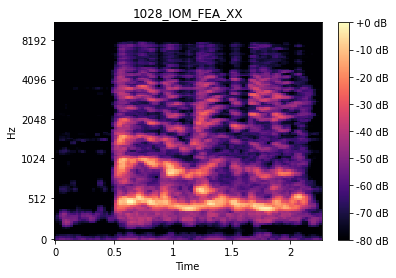 1028_IOM_FEA_XX
+0 dB
8192
-10 dB
4096
-20 dB
-30 dB
2048
Hz
-40 dB
1024
-50 dB
512
-60 dB
-70 dB
0
-80 dB
0 0.5 1 1.5 2
Time